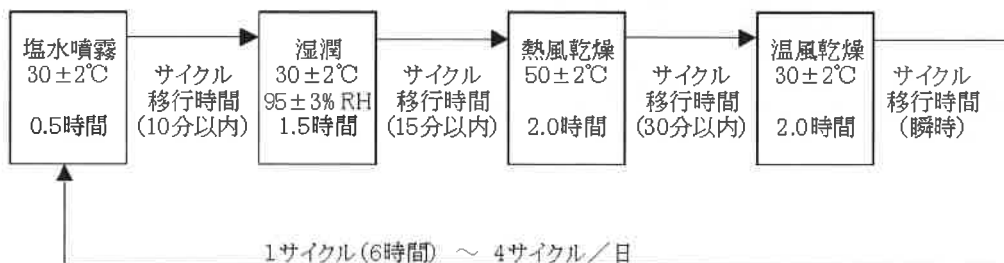 塩水噴霧
30±2℃
0.5時間
サイクル
移行時間
(10分以内)
湿潤
30±2℃
95±3% RH
1.5時間
サイクル
移行時間
(15分以内)
熱風乾燥
50±2℃
2.0時間
サイクル
移行時間
(30分以内)
温風乾燥
30±2℃
2.0時間
サイクル
移行時間
(瞬時)
1サイクル(6時間) ～ 4サイクル/日